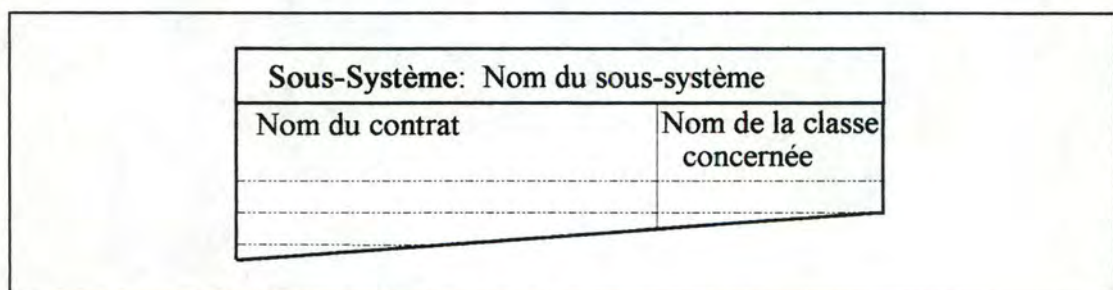 Sous-Système: Nom du sous-système
Nom du contrat
Nom de la classe
concernée